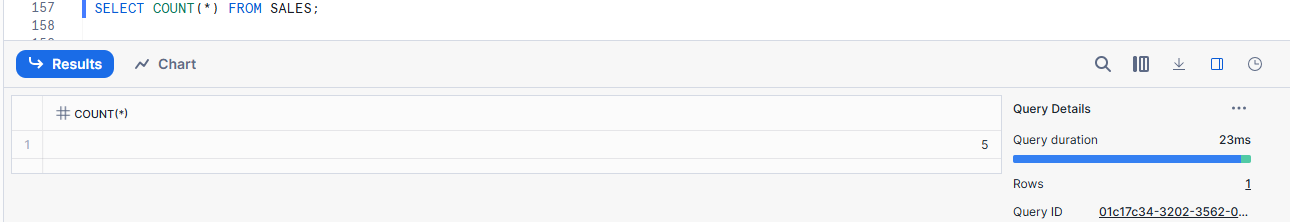 157 SELECT COUNT(*) FROM SALES;
158
Results Chart
COUNT(*)
1 5
Query Details ...
Query duration 23ms
Rows 1
Query ID 01c17c34-3202-3562-0...